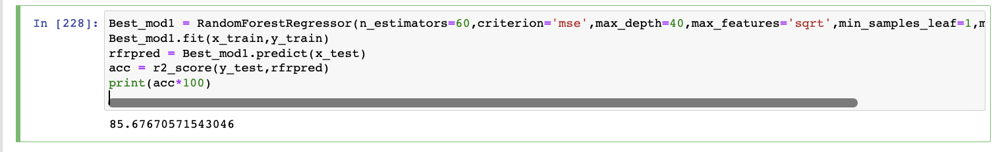 In [228]: Best_mod1 = RandomForestRegressor(n_estimators=60,criterion='mse',max_depth=40,max_features='sqrt',min_samples_leaf=1,
Best_mod1.fit(x_train,y_train)
rfrpred = Best_mod1.predict(x_test)
acc = r2_score(y_test,rfrpred)
print(acc*100)
85.67670571543046